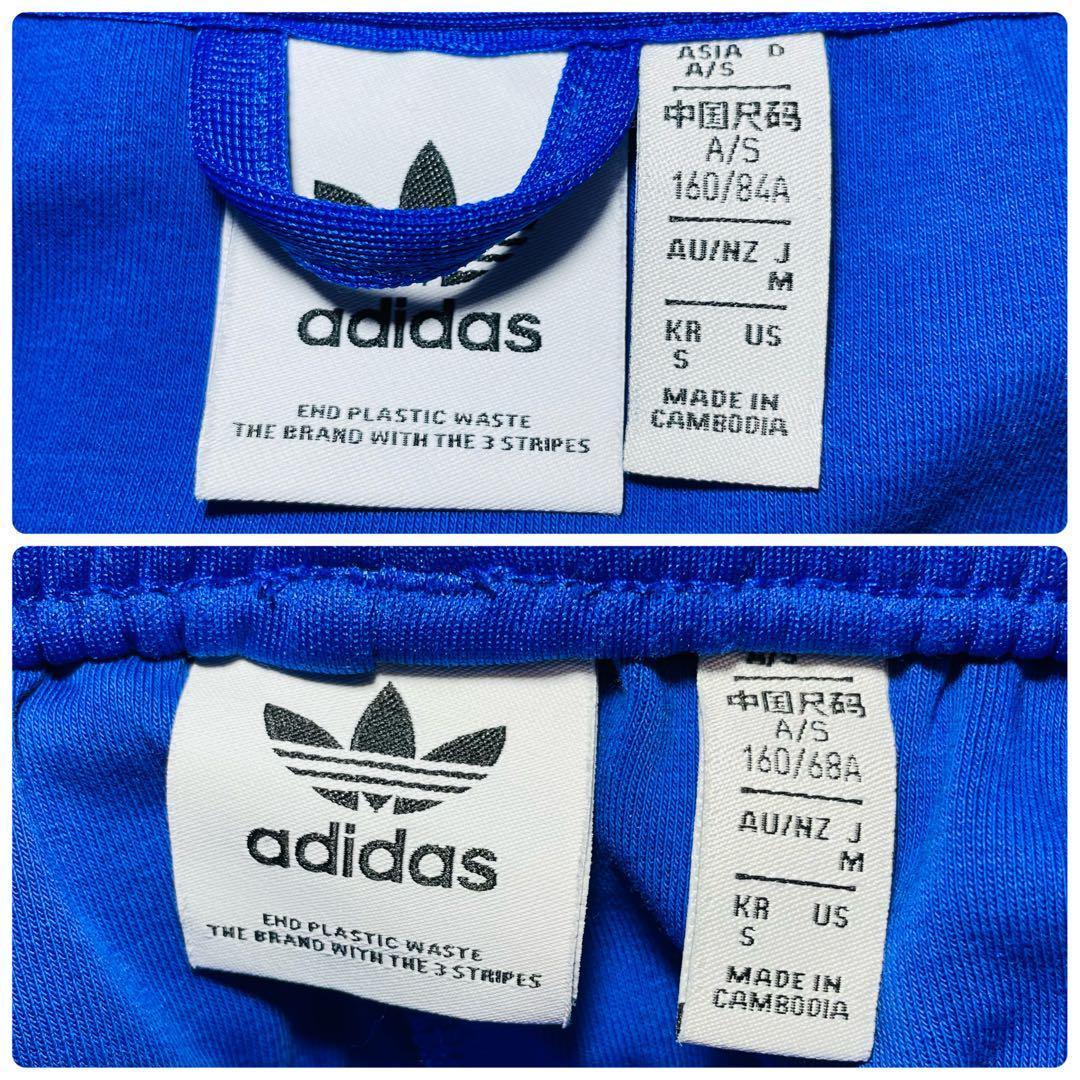 adidas
END PLASTIC WASTE
THE BRAND WITH THE 3 STRIPES
ASIA D
A/S
中国尺码
A/S
160/84A
AU/NZ J
M
KR US
S
MADE IN
CAMBODIA
adidas
END PLASTIC WASTE
THE BRAND WITH THE 3 STRIPES
A/S
中国尺码
A/S
160/68A
AU/NZ J
M
KR US
S
MADE IN
CAMBODIA